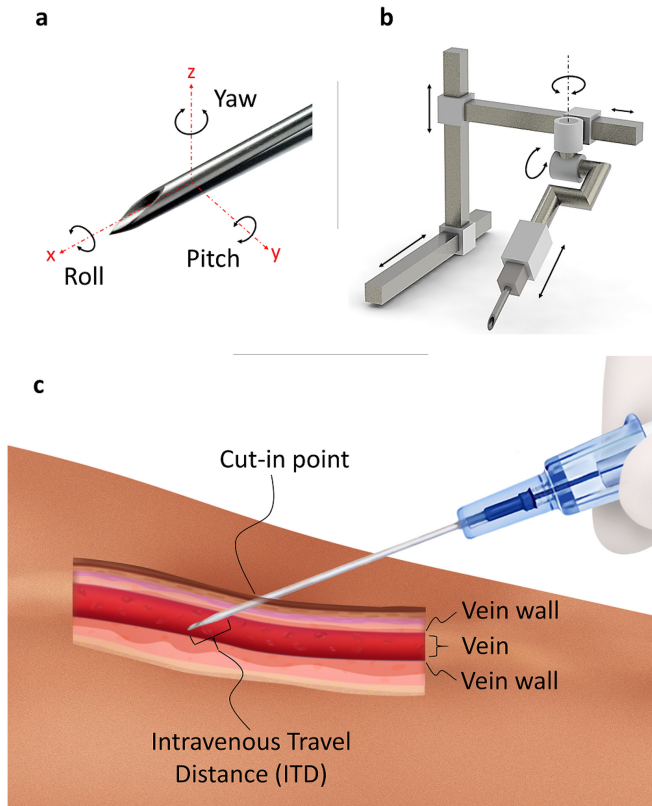 a
z
Yaw
x
Roll
Pitch
y
b
c
Cut-in point
Vein wall
Vein
Vein wall
Intravenous Travel
Distance (ITD)